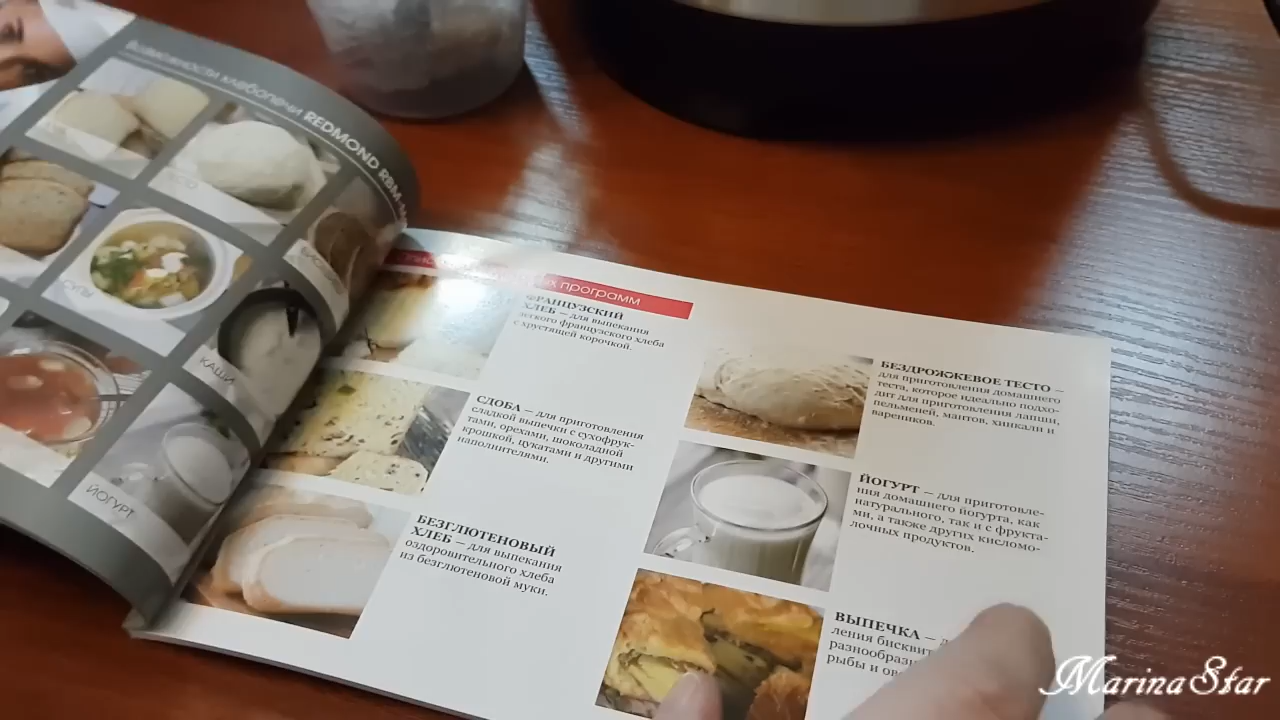 Возможности хлебопечи REDMOND RBM-M
СУПЫ
КАШИ
ЙОГУРТ
программ
ФРАНЦУЗСКИЙ
ХЛЕБ — для выпекания
легкого французского хлеба
с хрустящей корочкой.
СДОБА — для приготовления
сладкой выпечки с сухофрук-
тами, орехами, шоколадной
крошкой, цукатами и другими
наполнителями.
БЕЗГЛЮТЕНОВЫЙ
ХЛЕБ — для выпекания
оздоровительного хлеба
из безглютеновой муки.
БЕЗДРОЖЖЕВОЕ ТЕСТО —
для приготовления домашнего
теста, которое идеально подхо-
дит для приготовления лапши,
пельменей, мантов, хинкали и
вареников.
ЙОГУРТ — для приготовле-
ния домашнего йогурта, как
натурального, так и с фрукта-
ми, а также других кисломо-
лочных продуктов.
ВЫПЕЧКА —
ления бисквит
разнообразн
рыбы и ов
MarinaStar